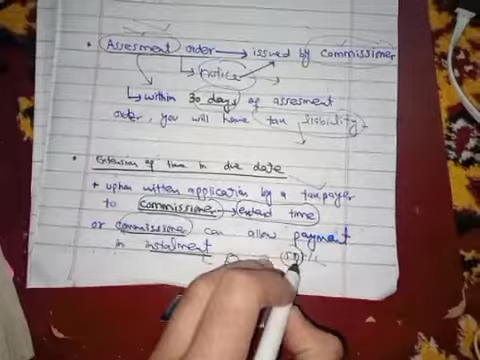 • Assesment order → issued by commissioner
↳ notice
↳ within 30 days of assesment
order, you will have tax liability
• Extension of time in due date
* uphon written application by a taxpayer
to commissioner → extend time
or commissioner can allow payment
in instalment